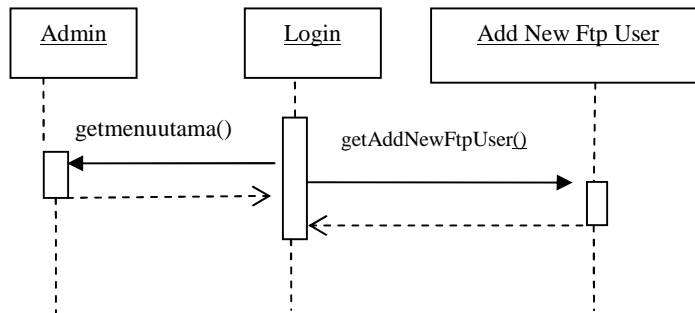 Admin
Login
Add New Ftp User
getmenuutama()
getAddNewFtpUser()